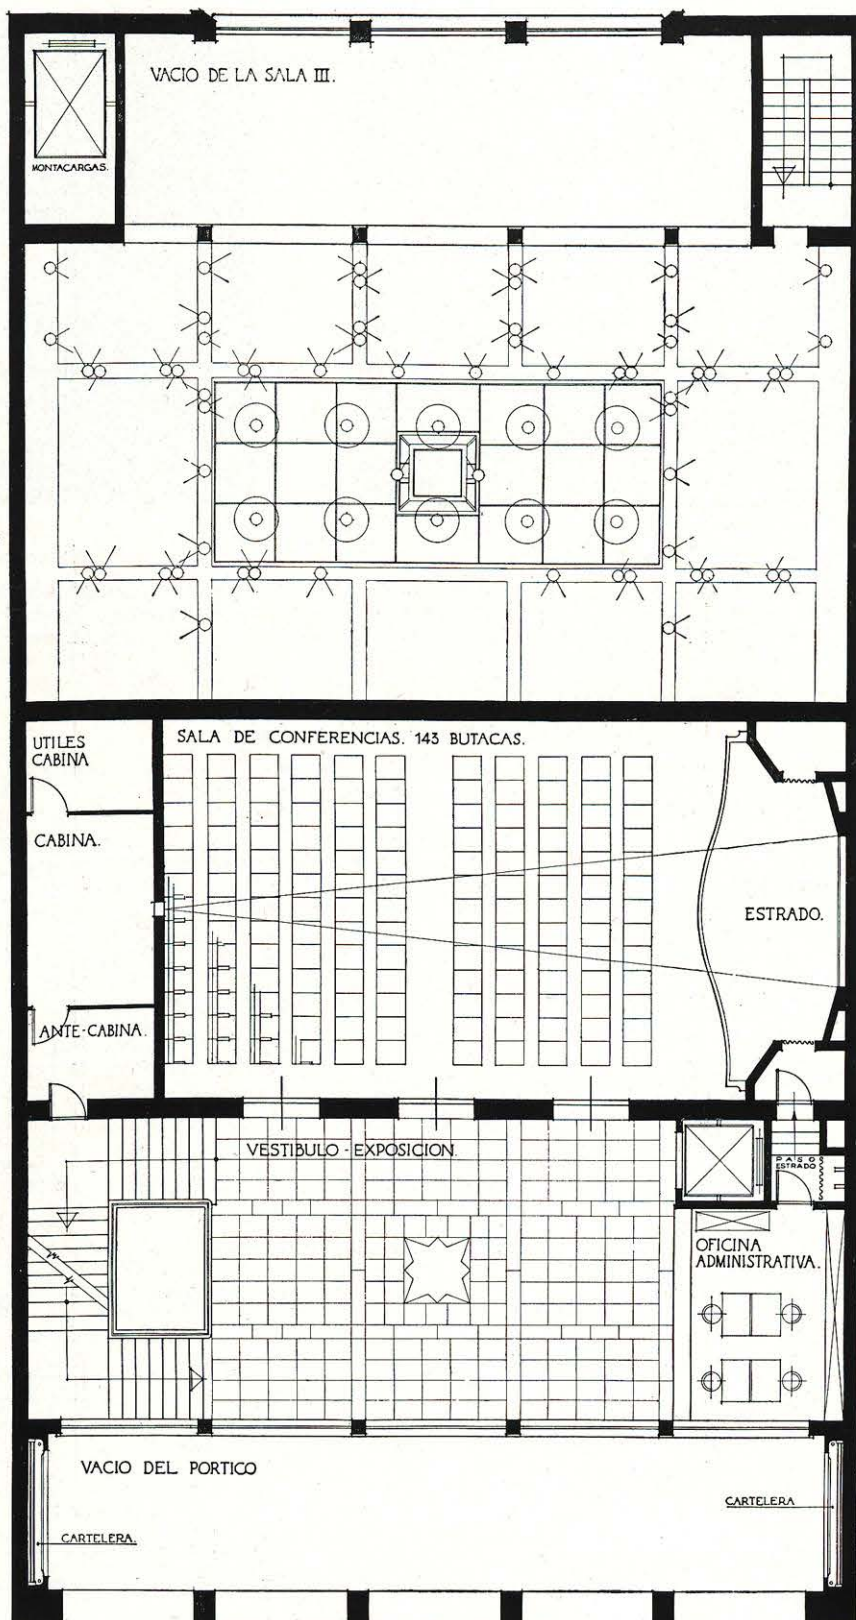 VACIO DE LA SALA III.
MONTACARGAS.
SALA DE CONFERENCIAS. 143 BUTACAS.
UTILES
CABINA
CABINA.
ESTRADO.
ANTE-CABINA.
VESTIBULO - EXPOSICION.
PASO
ESTRADO
OFICINA
ADMINISTRATIVA.
VACIO DEL PORTICO
CARTELERA
CARTELERA.